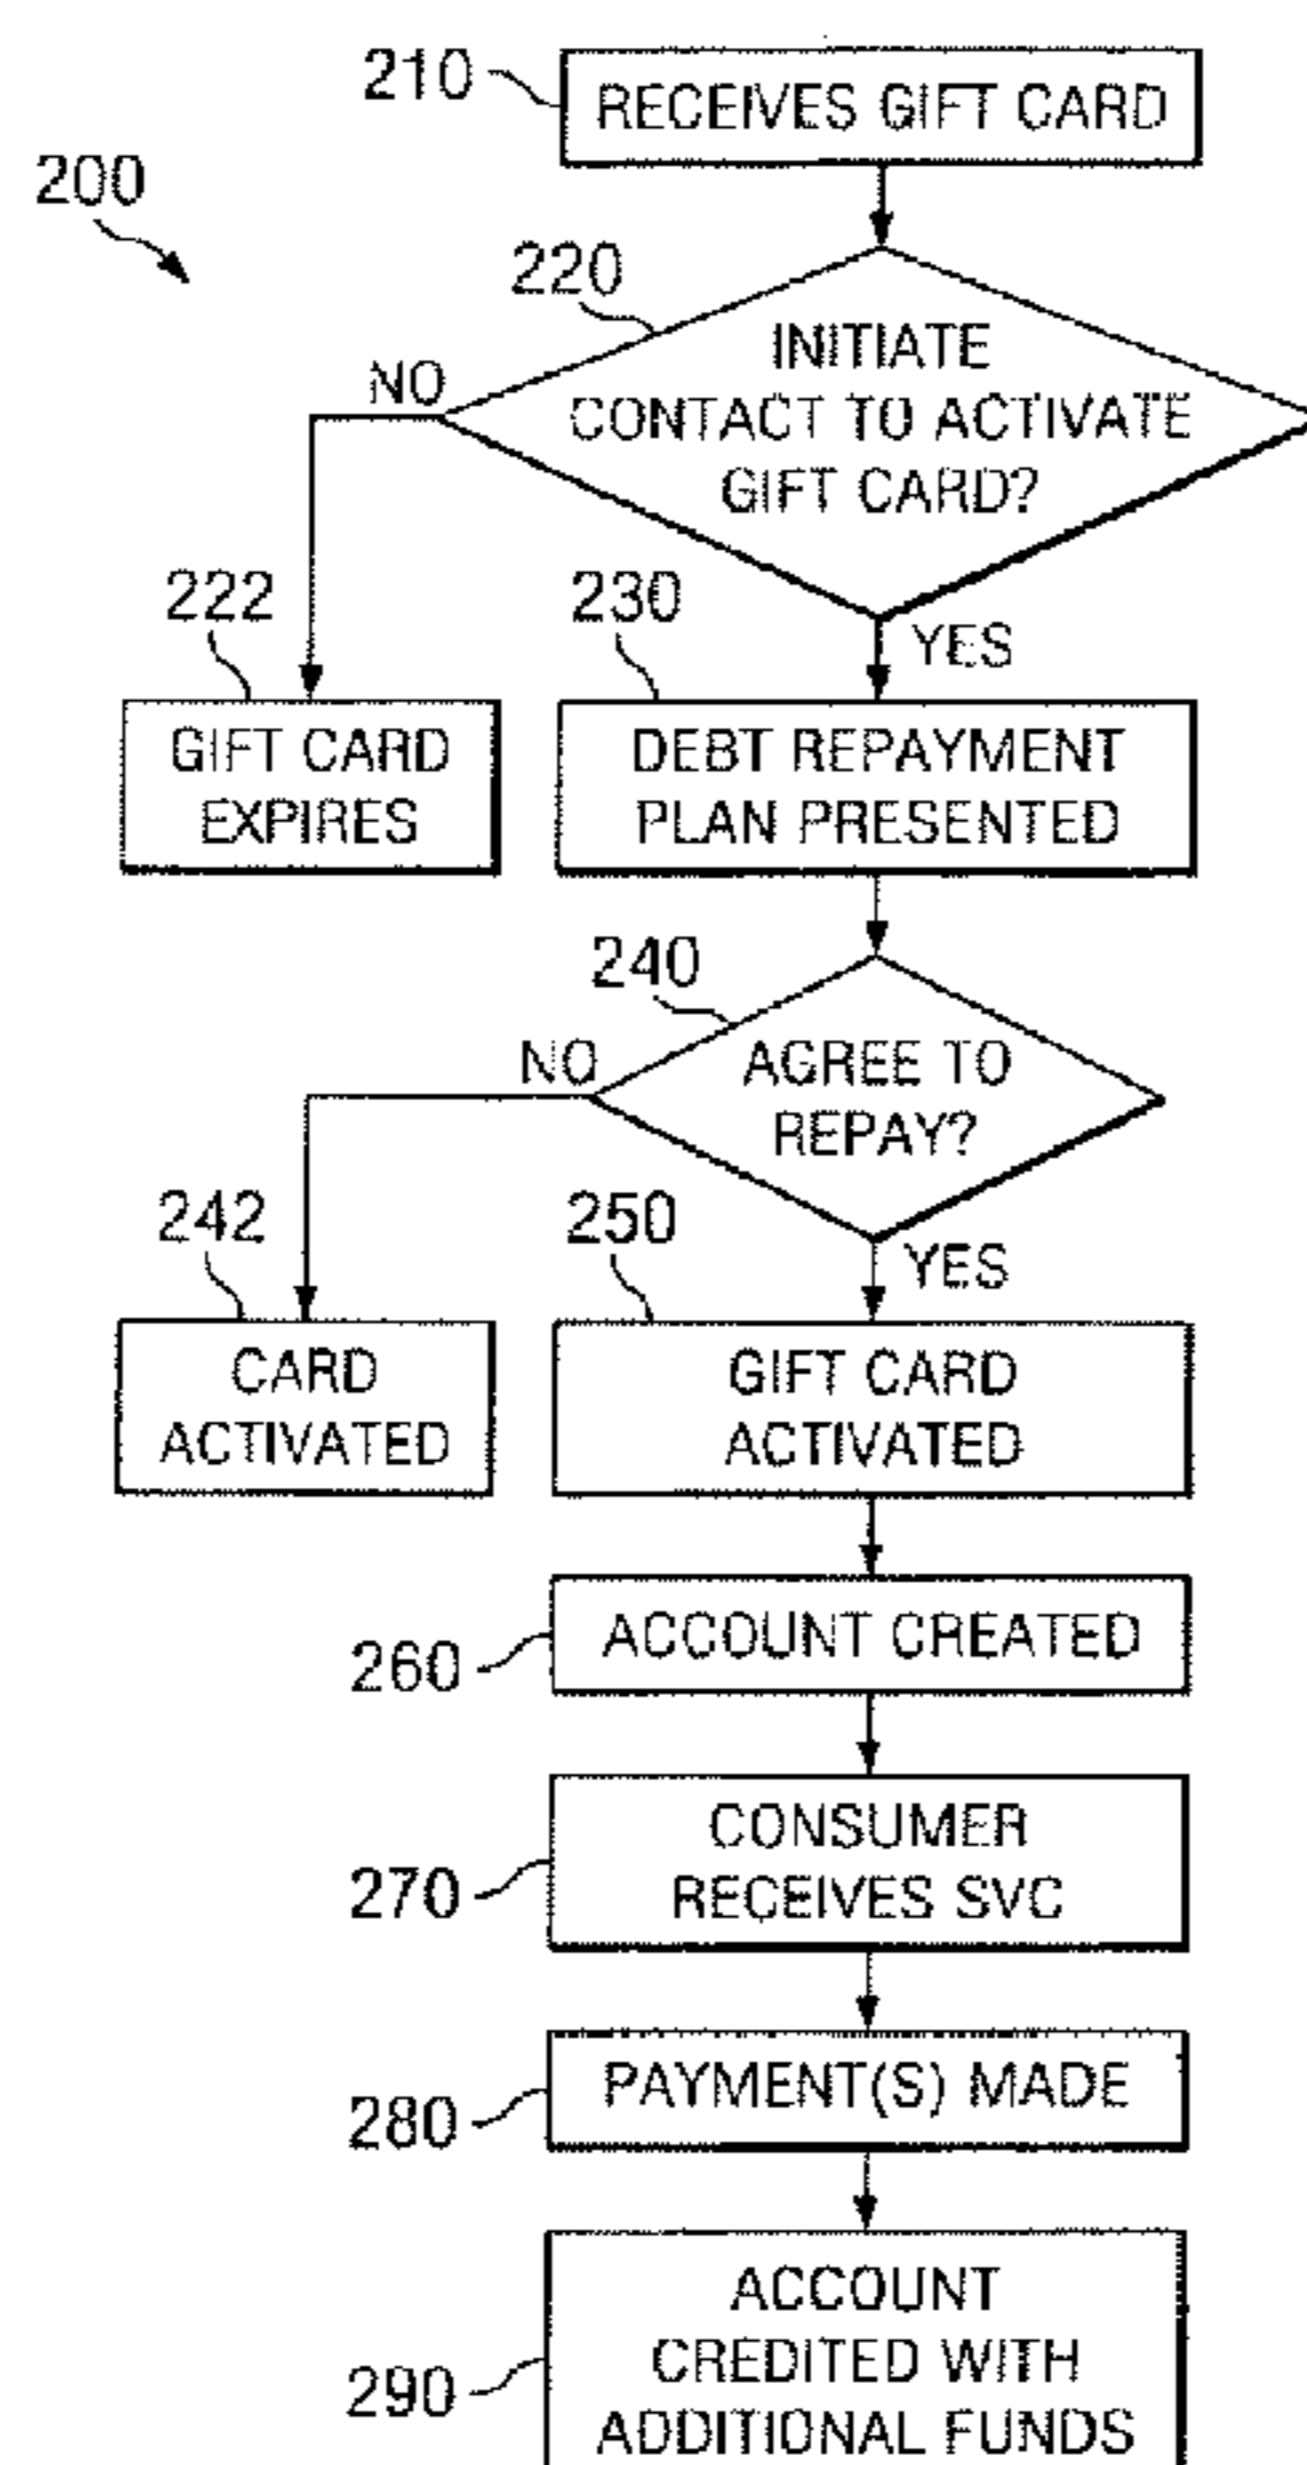 210
RECEIVES GIFT CARD
200
220
INITIATE
CONTACT TO ACTIVATE
GIFT CARD?
NO
YES
222
GIFT CARD
EXPIRES
230
DEBT REPAYMENT
PLAN PRESENTED
240
AGREE TO
REPAY?
NO
YES
242
CARD
ACTIVATED
250
GIFT CARD
ACTIVATED
260
ACCOUNT CREATED
270
CONSUMER
RECEIVES SVC
280
PAYMENT(S) MADE
290
ACCOUNT
CREDITED WITH
ADDITIONAL FUNDS